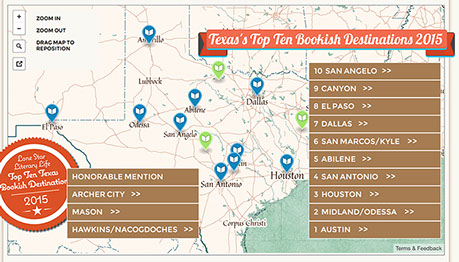 +
ZOOM IN
-
ZOOM OUT
DRAG MAP TO
REPOSITION
Texas's Top Ten Bookish Destinations 2015
10 SAN ANGELO >>
9 CANYON >>
8 EL PASO >>
7 DALLAS >>
6 SAN MARCOS/KYLE >>
5 ABILENE >>
4 SAN ANTONIO >>
3 HOUSTON >>
2 MIDLAND/ODESSA >>
1 AUSTIN >>
Amarillo
Lubbock
Abilene
Dallas
El Paso
Odessa
San Angelo
San Antonio
Houston
Corpus Christi
Lone Star
Literary Life
Top Ten Texas
Bookish Destination
2015
HONORABLE MENTION
ARCHER CITY >>
MASON >>
HAWKINS/NACOGDOCHES >>
Terms & Feedback